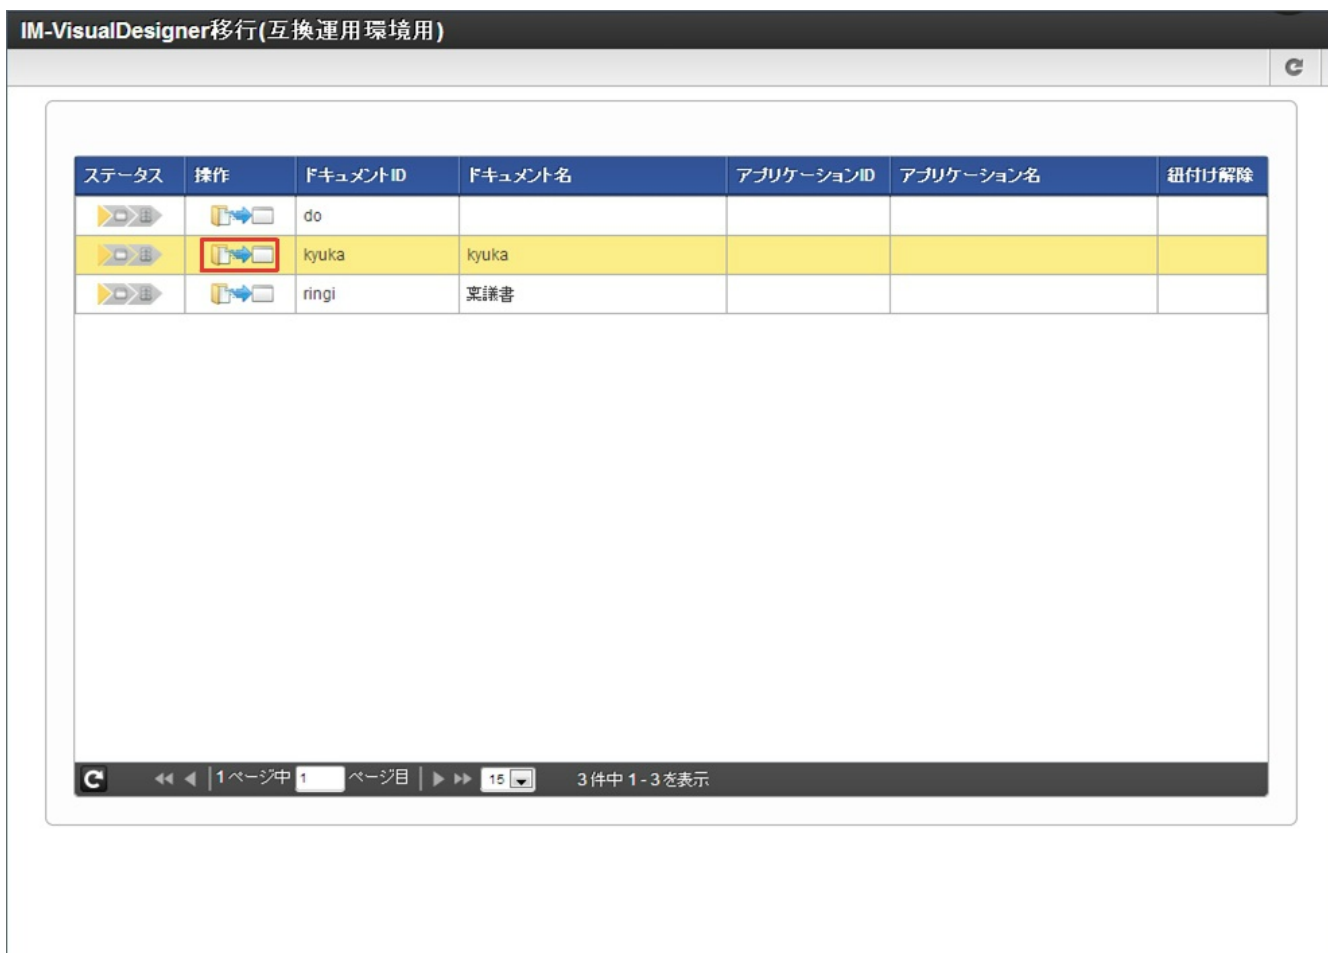 IM-VisualDesigner移行(互換運用環境用)
ステータス 操作 ドキュメントID ドキュメント名 アプリケーションID アプリケーション名 紐付け解除
do
kyuka kyuka
ringi 稟議書
1 ページ中 1 ページ目 15 3 件中 1 - 3 を表示